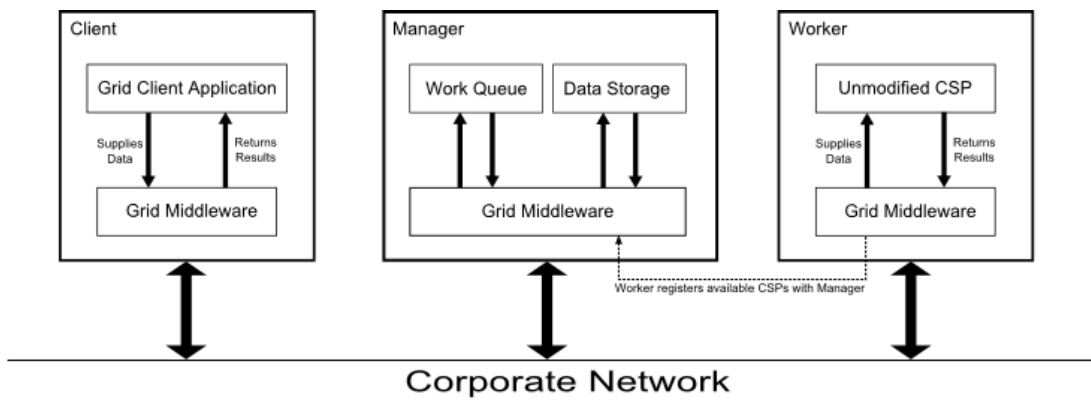 Client
Grid Client Application
Supplies
Data
Returns
Results
Grid Middleware
Manager
Work Queue
Data Storage
Grid Middleware
Worker
Unmodified CSP
Supplies
Data
Returns
Results
Grid Middleware
Worker registers available CSPs with Manager
Corporate Network